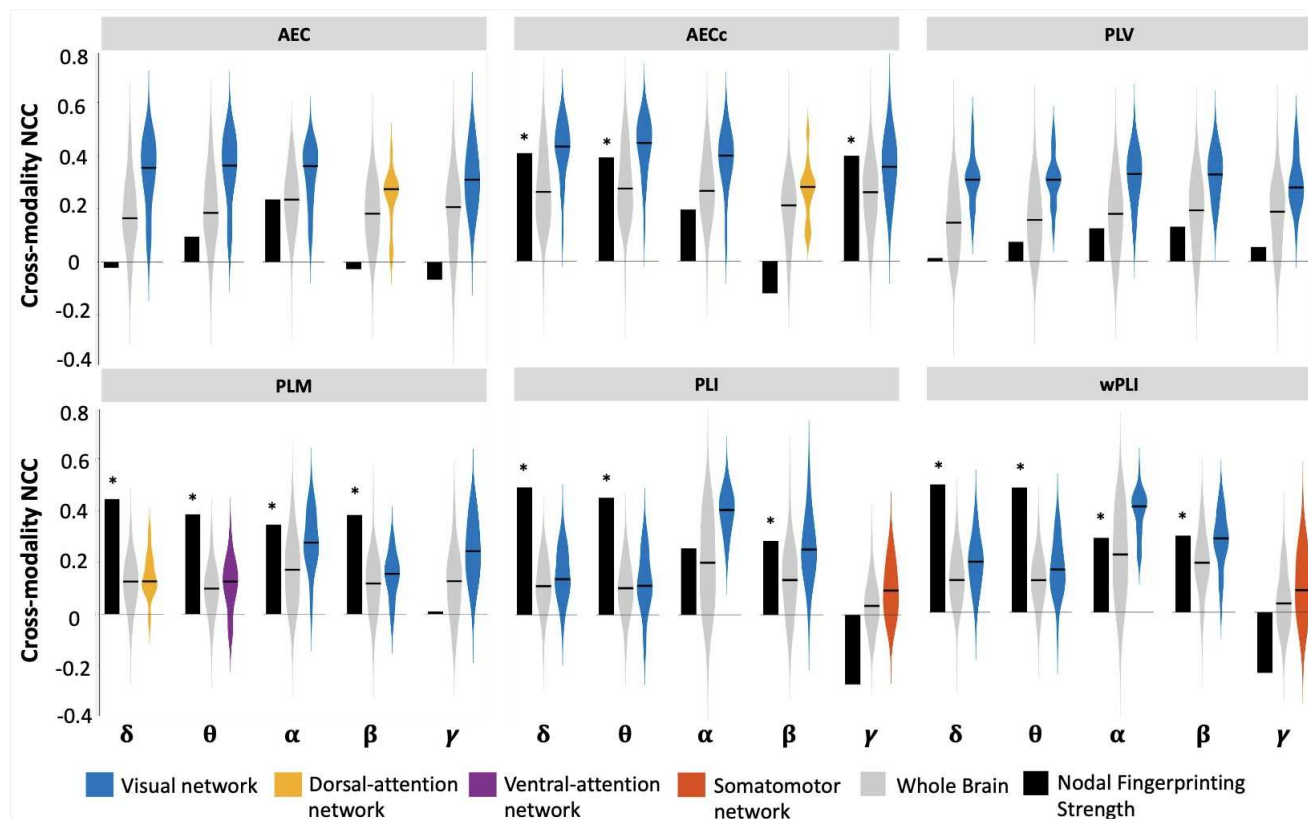 AEC
AECc
PLV
Cross-modality NCC
0.8
0.6
0.4
0.2
0
-0.2
-0.4
* * *
PLM
PLI
wPLI
Cross-modality NCC
0.8
0.6
0.4
0.2
0
-0.2
-0.4
* * * * * * * * * * *
δ θ α β γ δ θ α β γ δ θ α β γ
Visual network
Dorsal-attention
network
Ventral-attention
network
Somatomotor
network
Whole Brain
Nodal Fingerprinting
Strength